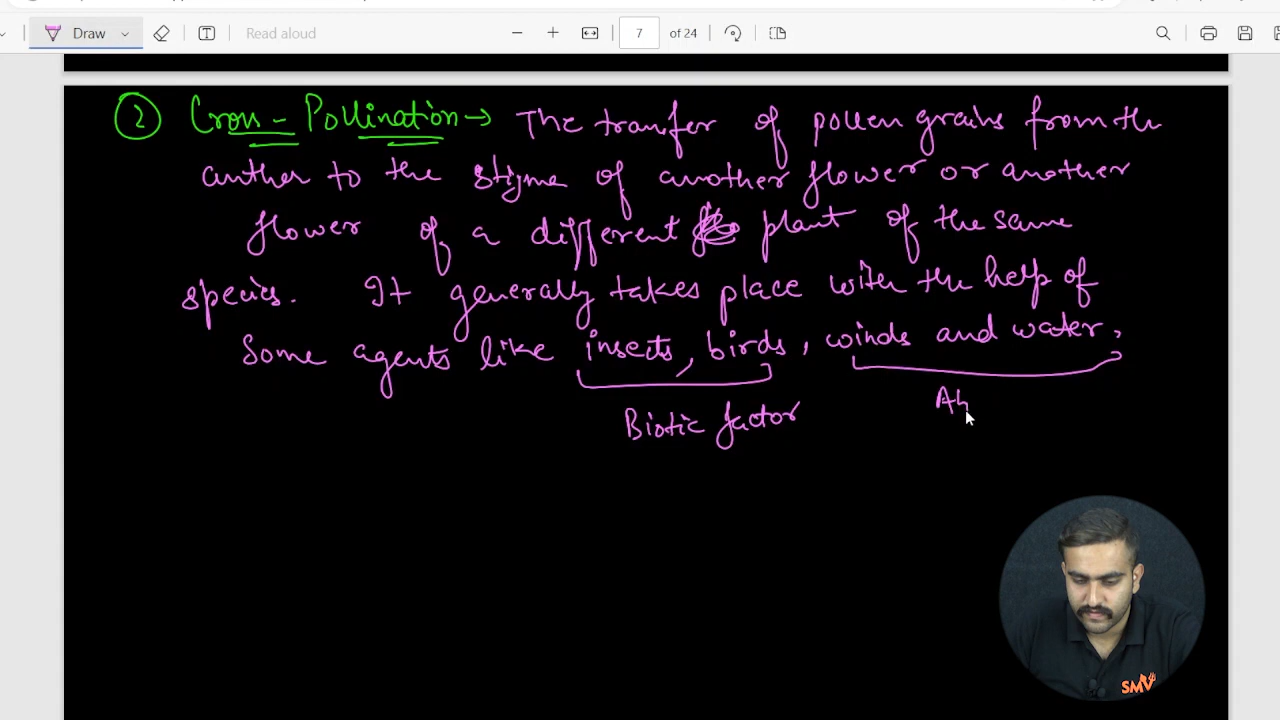 Draw
Read aloud
7 of 24
2 Cross-Pollination → The transfer of pollen grains from the
anther to the stigma of another flower or another
flower of a different plant of the same
species. It generally takes place with the help of
Some agents like insects, birds, winds and water,
Biotic factor
Ab
SMV